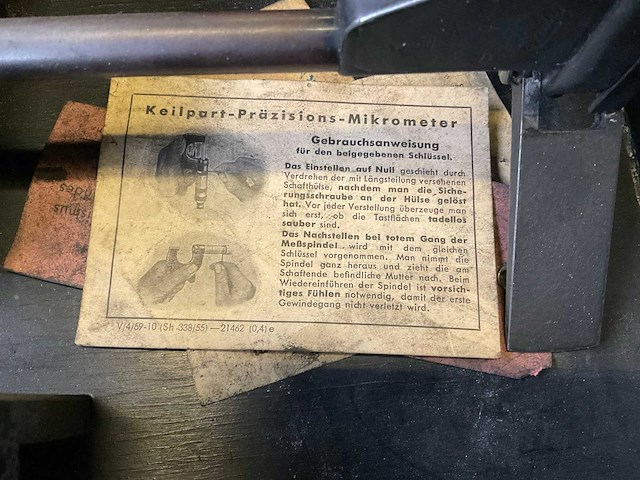 Keilpart-Präzisions-Mikrometer
Gebrauchsanweisung
für den beigegebenen Schlüssel.
Das Einstellen auf Null geschieht durch
Verdrehen der mit Längsteilung versehenen
Schafthülse, nachdem man die Siche-
rungsschraube an der Hülse gelöst
hat. Vor jeder Verstellung überzeuge man
sich erst, ob die Tastflächen tadellos
sauber sind.
Das Nachstellen bei totem Gang der
Meßspindel wird mit dem gleichen
Schlüssel vorgenommen. Man nimmt die
Spindel ganz heraus und zieht die am
Schaftende befindliche Mutter nach. Beim
Wiedereinführen der Spindel ist vorsich-
tiges Fühlen notwendig, damit der erste
Gewindegang nicht verletzt wird.
V/4/69-10 (Sh 338/55) — 21462 (0,4) e